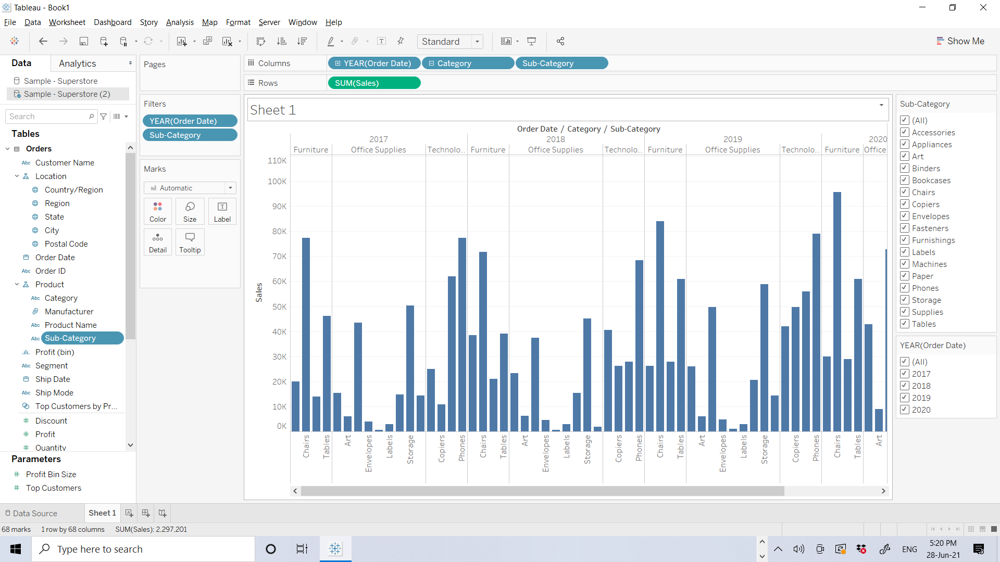 Tableau - Book1
File Data Worksheet Dashboard Story Analysis Map Format Server Window Help
Standard
Show Me
Data Analytics
Sample - Superstore
Sample - Superstore (2)
Search
Tables
Orders
Abc Customer Name
Location
Country/Region
Region
State
City
Postal Code
Order Date
Abc Order ID
Product
Abc Category
Manufacturer
Abc Product Name
Abc Sub-Category
Profit (bin)
Abc Segment
Ship Date
Abc Ship Mode
Top Customers by Pr...
# Discount
# Profit
# Quantity
Parameters
# Profit Bin Size
# Top Customers
Pages
Filters
YEAR(Order Date)
Sub-Category
Marks
Automatic
Color Size Label
Detail Tooltip
Columns YEAR(Order Date) Category Sub-Category
Rows SUM(Sales)
Sheet 1
Order Date / Category / Sub-Category
2017 2018 2019 2020
Furniture Office Supplies Technolo.. Furniture Office Supplies Technolo.. Furniture Office Supplies Technolo.. Furniture Office
110K
100K
90K
80K
70K
60K
50K
40K
30K
20K
10K
0K
Sales
Chairs Tables Art Envelopes Labels Storage Copiers Phones Chairs Tables Art Envelopes Labels Storage Copiers Phones Chairs Tables Art Envelopes Labels Storage Copiers Phones Chairs Tables Art
Sub-Category
(All)
Accessories
Appliances
Art
Binders
Bookcases
Chairs
Copiers
Envelopes
Fasteners
Furnishings
Labels
Machines
Paper
Phones
Storage
Supplies
Tables
YEAR(Order Date)
(All)
2017
2018
2019
2020
Data Source Sheet 1
68 marks 1 row by 68 columns SUM(Sales): 2,297,201
Type here to search
ENG
5:20 PM
28-Jun-21